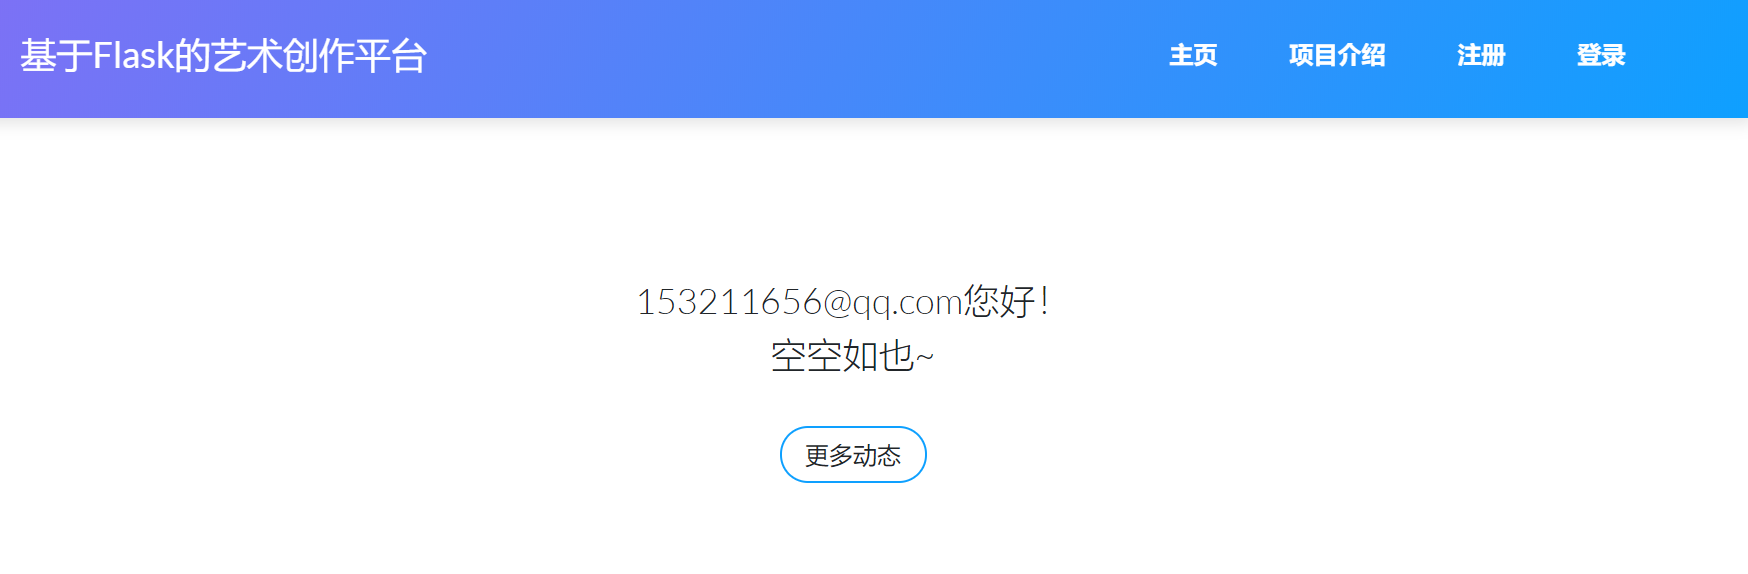 基于Flask的艺术创作平台
主页 项目介绍 注册 登录
153211656@qq.com您好！
空空如也~
更多动态